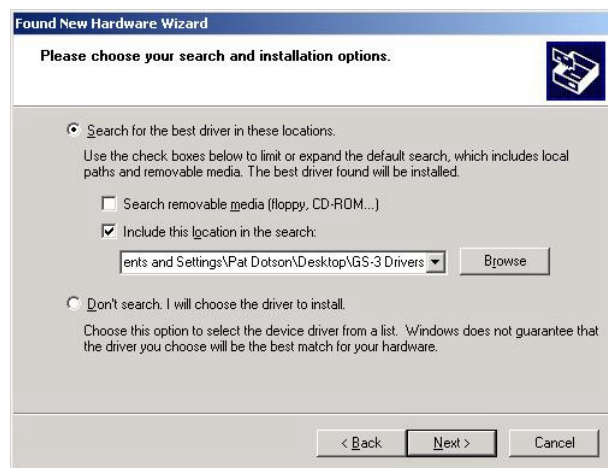 Found New Hardware Wizard
Please choose your search and installation options.
Search for the best driver in these locations.
Use the check boxes below to limit or expand the default search, which includes local
paths and removable media. The best driver found will be installed.
Search removable media (floppy, CD-ROM...)
Include this location in the search:
ents and Settings\Pat Dotson\Desktop\GS-3 Drivers
Browse
Don't search. I will choose the driver to install.
Choose this option to select the device driver from a list. Windows does not guarantee that
the driver you choose will be the best match for your hardware.
< Back
Next >
Cancel